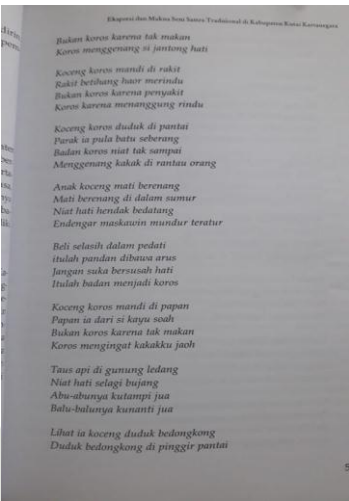 Eksporasi dan Makna Seni Sastra Tradisional di Kabupaten Kutai Kartanegara
Bukan koros karena tak makan
Koros menggenang si jantong hati
Koceng koros mandi di rakit
Rakit betihang haor merindu
Bukan koros karena penyakit
Koros karena menanggung rindu
Koceng koros duduk di pantai
Parak ia pula batu seberang
Badan koros niat tak sampai
Menggenang kakak di rantau orang
Anak koceng mati berenang
Mati berenang di dalam sumur
Niat hati hendak bedatang
Endengar maskawin mundur teratur
Beli selasih dalam pedati
itulah pandan dibawa arus
Jangan suka bersusah hati
Itulah badan menjadi koros
Koceng koros mandi di papan
Papan ia dari si kayu soah
Bukan koros karena tak makan
Koros mengingat kakakku jaoh
Taus api di gunung ledang
Niat hati selagi bujang
Abu-abunya kutampi jua
Balu-balunya kunanti jua
Lihat ia koceng duduk bedongkong
Duduk bedongkong di pinggir pantai